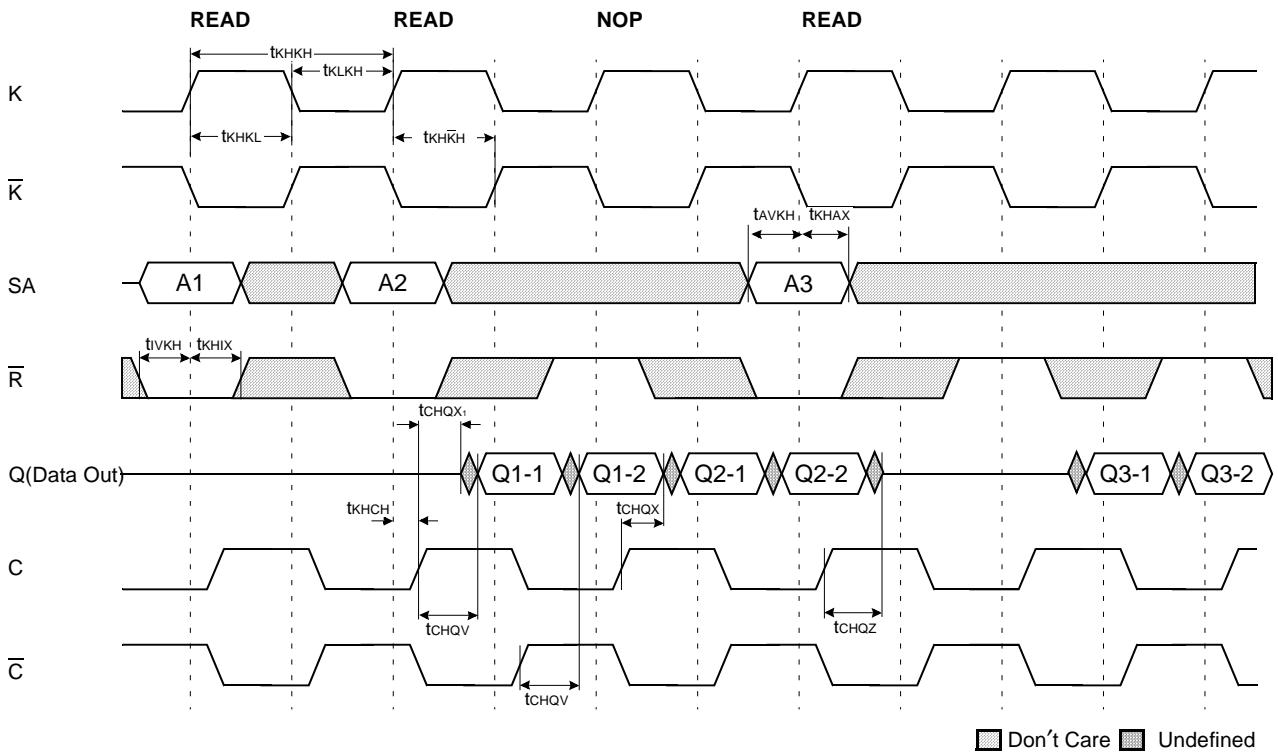 READ READ NOP READ
tKHKH
tKLKH
K
tKHKL tKHK̅H
K̅
tAVKH tKHAX
SA A1 A2 A3
tIVKH tKHIX
R̅
tCHQX1
Q(Data Out) Q1-1 Q1-2 Q2-1 Q2-2 Q3-1 Q3-2
tKHCH tCHQX
C
tCHQV tCHQZ
C̅
tCHQV
Don′t Care Undefined